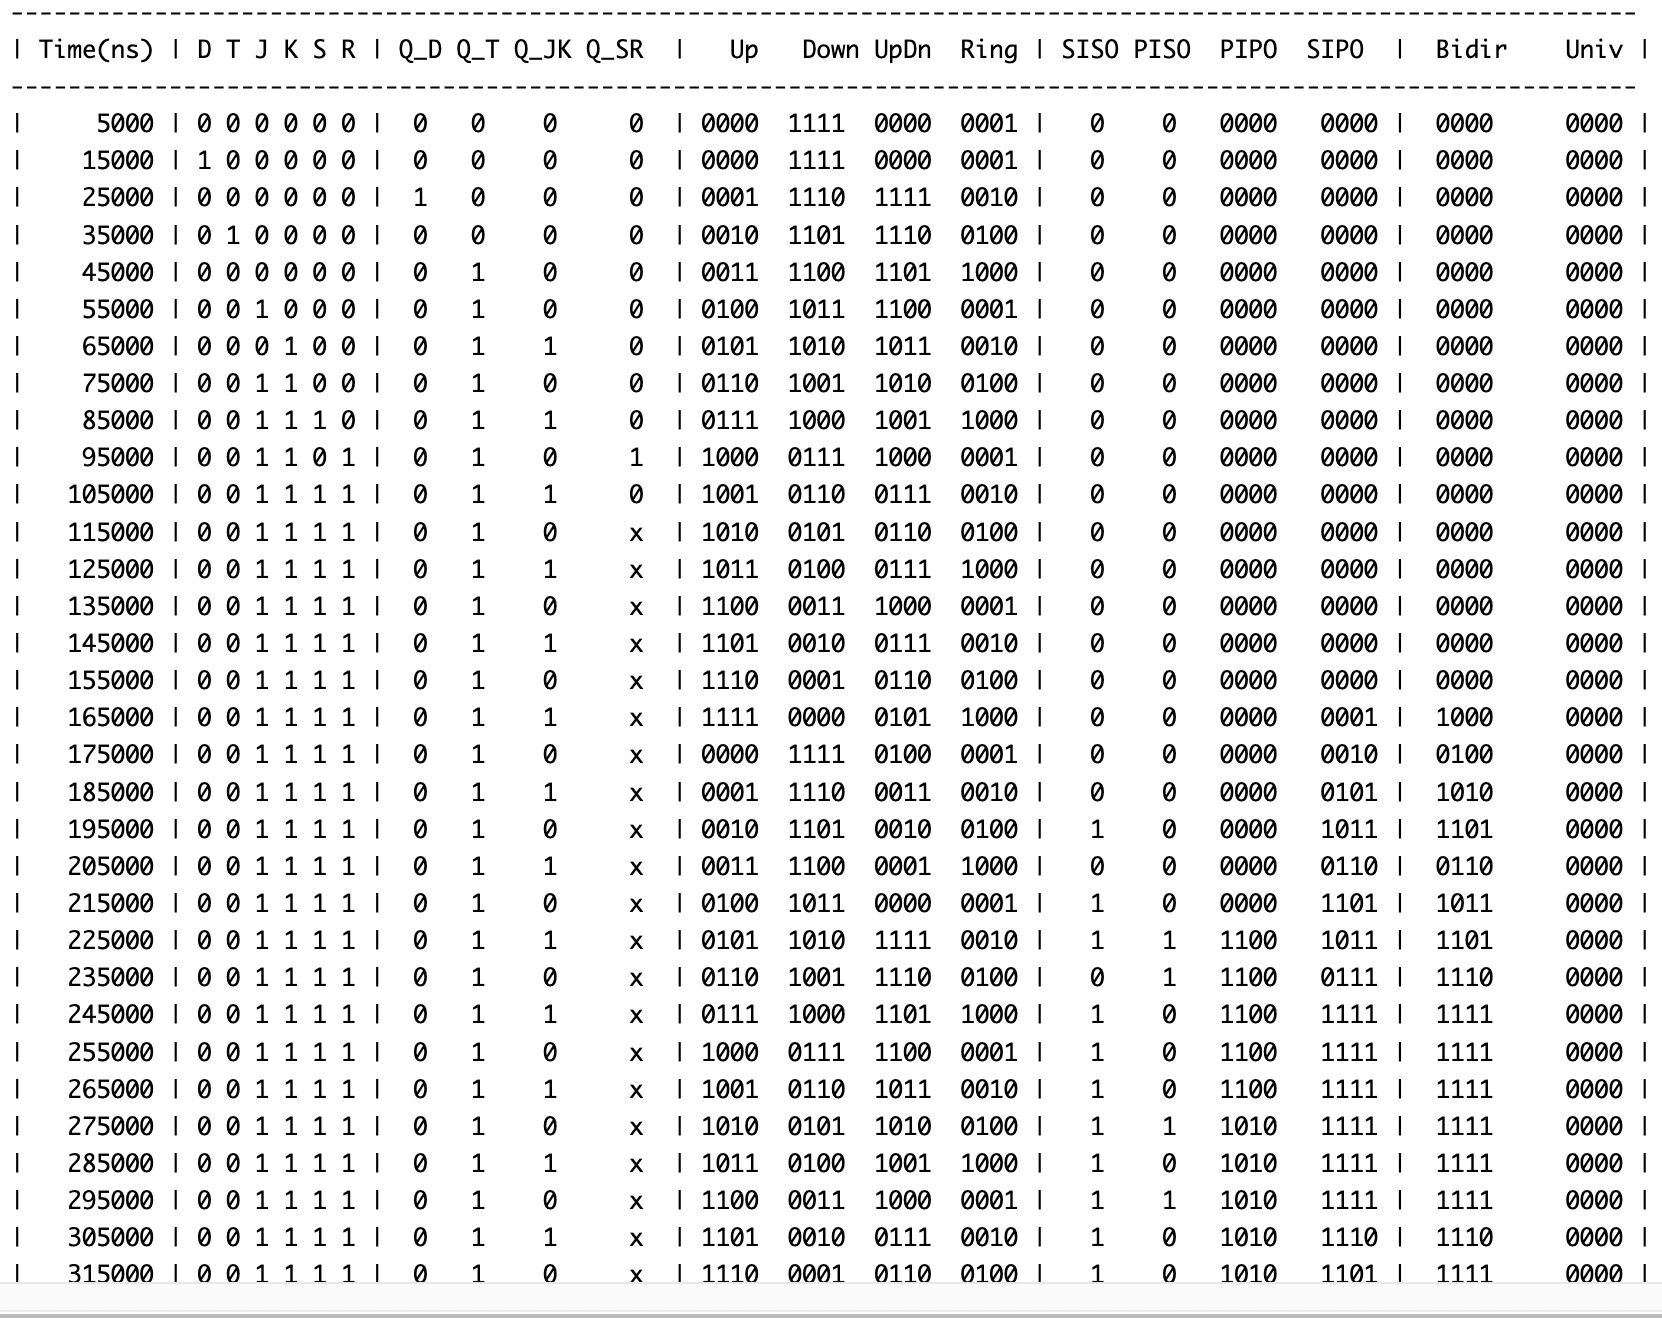 --------------------------------------------------------------------------------------------------------------------
| Time(ns) | D T J K S R | Q_D Q_T Q_JK Q_SR | Up Down UpDn Ring | SISO PISO PIPO SIPO | Bidir Univ |
--------------------------------------------------------------------------------------------------------------------
| 5000 | 0 0 0 0 0 0 | 0 0 0 0 | 0000 1111 0000 0001 | 0 0 0000 0000 | 0000 0000 |
| 15000 | 1 0 0 0 0 0 | 0 0 0 0 | 0000 1111 0000 0001 | 0 0 0000 0000 | 0000 0000 |
| 25000 | 0 0 0 0 0 0 | 1 0 0 0 | 0001 1110 1111 0010 | 0 0 0000 0000 | 0000 0000 |
| 35000 | 0 1 0 0 0 0 | 0 0 0 0 | 0010 1101 1110 0100 | 0 0 0000 0000 | 0000 0000 |
| 45000 | 0 0 0 0 0 0 | 0 1 0 0 | 0011 1100 1101 1000 | 0 0 0000 0000 | 0000 0000 |
| 55000 | 0 0 1 0 0 0 | 0 1 0 0 | 0100 1011 1100 0001 | 0 0 0000 0000 | 0000 0000 |
| 65000 | 0 0 0 1 0 0 | 0 1 1 0 | 0101 1010 1011 0010 | 0 0 0000 0000 | 0000 0000 |
| 75000 | 0 0 1 1 0 0 | 0 1 0 0 | 0110 1001 1010 0100 | 0 0 0000 0000 | 0000 0000 |
| 85000 | 0 0 1 1 1 0 | 0 1 1 0 | 0111 1000 1001 1000 | 0 0 0000 0000 | 0000 0000 |
| 95000 | 0 0 1 1 0 1 | 0 1 0 1 | 1000 0111 1000 0001 | 0 0 0000 0000 | 0000 0000 |
| 105000 | 0 0 1 1 1 1 | 0 1 1 0 | 1001 0110 0111 0010 | 0 0 0000 0000 | 0000 0000 |
| 115000 | 0 0 1 1 1 1 | 0 1 0 x | 1010 0101 0110 0100 | 0 0 0000 0000 | 0000 0000 |
| 125000 | 0 0 1 1 1 1 | 0 1 1 x | 1011 0100 0111 1000 | 0 0 0000 0000 | 0000 0000 |
| 135000 | 0 0 1 1 1 1 | 0 1 0 x | 1100 0011 1000 0001 | 0 0 0000 0000 | 0000 0000 |
| 145000 | 0 0 1 1 1 1 | 0 1 1 x | 1101 0010 0111 0010 | 0 0 0000 0000 | 0000 0000 |
| 155000 | 0 0 1 1 1 1 | 0 1 0 x | 1110 0001 0110 0100 | 0 0 0000 0000 | 0000 0000 |
| 165000 | 0 0 1 1 1 1 | 0 1 1 x | 1111 0000 0101 1000 | 0 0 0000 0001 | 1000 0000 |
| 175000 | 0 0 1 1 1 1 | 0 1 0 x | 0000 1111 0100 0001 | 0 0 0000 0010 | 0100 0000 |
| 185000 | 0 0 1 1 1 1 | 0 1 1 x | 0001 1110 0011 0010 | 0 0 0000 0101 | 1010 0000 |
| 195000 | 0 0 1 1 1 1 | 0 1 0 x | 0010 1101 0010 0100 | 1 0 0000 1011 | 1101 0000 |
| 205000 | 0 0 1 1 1 1 | 0 1 1 x | 0011 1100 0001 1000 | 0 0 0000 0110 | 0110 0000 |
| 215000 | 0 0 1 1 1 1 | 0 1 0 x | 0100 1011 0000 0001 | 1 0 0000 1101 | 1011 0000 |
| 225000 | 0 0 1 1 1 1 | 0 1 1 x | 0101 1010 1111 0010 | 1 1 1100 1011 | 1101 0000 |
| 235000 | 0 0 1 1 1 1 | 0 1 0 x | 0110 1001 1110 0100 | 0 1 1100 0111 | 1110 0000 |
| 245000 | 0 0 1 1 1 1 | 0 1 1 x | 0111 1000 1101 1000 | 1 0 1100 1111 | 1111 0000 |
| 255000 | 0 0 1 1 1 1 | 0 1 0 x | 1000 0111 1100 0001 | 1 0 1100 1111 | 1111 0000 |
| 265000 | 0 0 1 1 1 1 | 0 1 1 x | 1001 0110 1011 0010 | 1 0 1100 1111 | 1111 0000 |
| 275000 | 0 0 1 1 1 1 | 0 1 0 x | 1010 0101 1010 0100 | 1 1 1010 1111 | 1111 0000 |
| 285000 | 0 0 1 1 1 1 | 0 1 1 x | 1011 0100 1001 1000 | 1 0 1010 1111 | 1111 0000 |
| 295000 | 0 0 1 1 1 1 | 0 1 0 x | 1100 0011 1000 0001 | 1 1 1010 1111 | 1111 0000 |
| 305000 | 0 0 1 1 1 1 | 0 1 1 x | 1101 0010 0111 0010 | 1 0 1010 1110 | 1110 0000 |
| 315000 | 0 0 1 1 1 1 | 0 1 0 x | 1110 0001 0110 0100 | 1 0 1010 1101 | 1111 0000 |